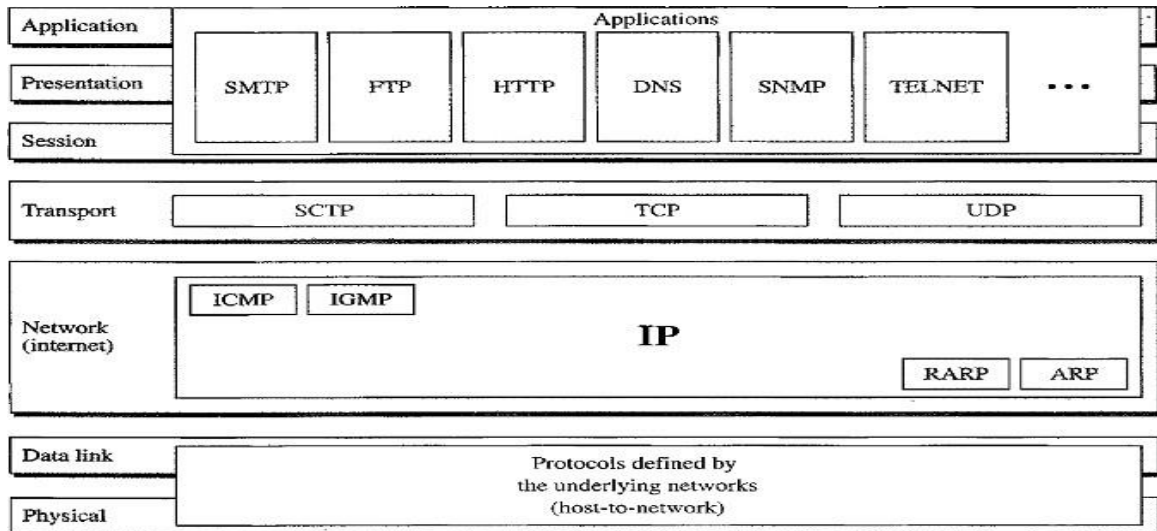 Application
Applications
Presentation
SMTP
FTP
HTTP
DNS
SNMP
TELNET
...
Session
Transport
SCTP
TCP
UDP
ICMP
IGMP
Network
(internet)
IP
RARP
ARP
Data link
Protocols defined by
the underlying networks
(host-to-network)
Physical